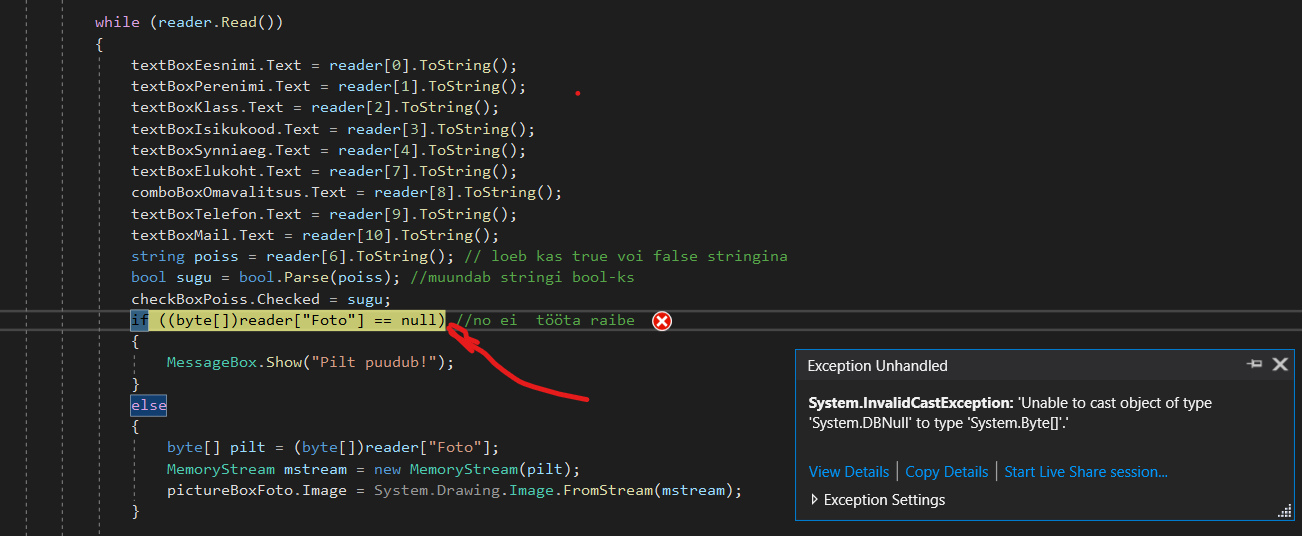 while (reader.Read())
{
textBoxEesnimi.Text = reader[0].ToString();
textBoxPerenimi.Text = reader[1].ToString();
textBoxKlass.Text = reader[2].ToString();
textBoxIsikukood.Text = reader[3].ToString();
textBoxSynniaeg.Text = reader[4].ToString();
textBoxElukoht.Text = reader[7].ToString();
comboBoxOmavalitsus.Text = reader[8].ToString();
textBoxTelefon.Text = reader[9].ToString();
textBoxMail.Text = reader[10].ToString();
string poiss = reader[6].ToString(); // loeb kas true voi false stringina
bool sugu = bool.Parse(poiss); //muundab stringi bool-ks
checkBoxPoiss.Checked = sugu;
if ((byte[])reader["Foto"] == null) //no ei  tööta raibe
{
MessageBox.Show("Pilt puudub!");
}
else
{
byte[] pilt = (byte[])reader["Foto"];
MemoryStream mstream = new MemoryStream(pilt);
pictureBoxFoto.Image = System.Drawing.Image.FromStream(mstream);
}
Exception Unhandled
System.InvalidCastException: 'Unable to cast object of type
'System.DBNull' to type 'System.Byte[]'.'
View Details | Copy Details | Start Live Share session...
Exception Settings